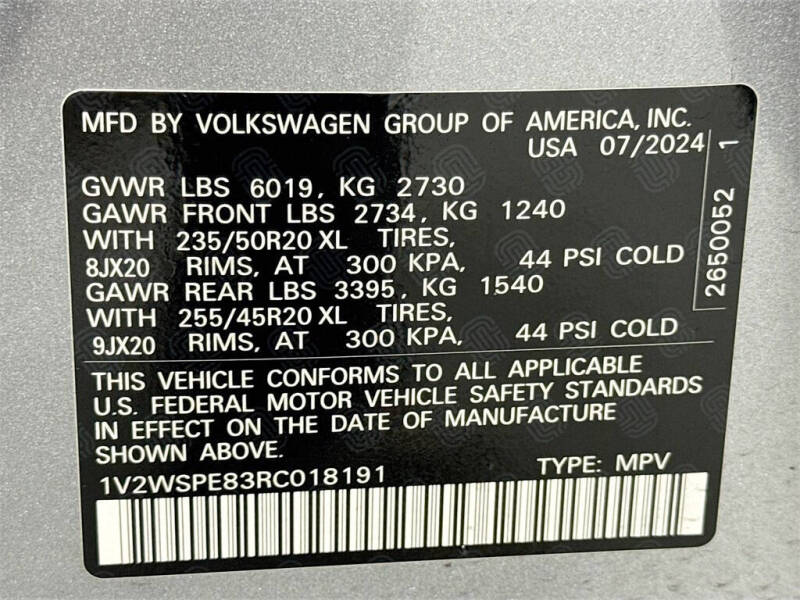 MFD BY VOLKSWAGEN GROUP OF AMERICA, INC.
USA 07/2024
GVWR LBS 6019, KG 2730
GAWR FRONT LBS 2734, KG 1240
WITH 235/50R20 XL TIRES,
8JX20 RIMS, AT 300 KPA, 44 PSI COLD
GAWR REAR LBS 3395, KG 1540
WITH 255/45R20 XL TIRES,
9JX20 RIMS, AT 300 KPA, 44 PSI COLD
2650052 1
THIS VEHICLE CONFORMS TO ALL APPLICABLE
U.S. FEDERAL MOTOR VEHICLE SAFETY STANDARDS
IN EFFECT ON THE DATE OF MANUFACTURE
SHOWN ABOVE.
1V2WSPE83RC018191 TYPE: MPV